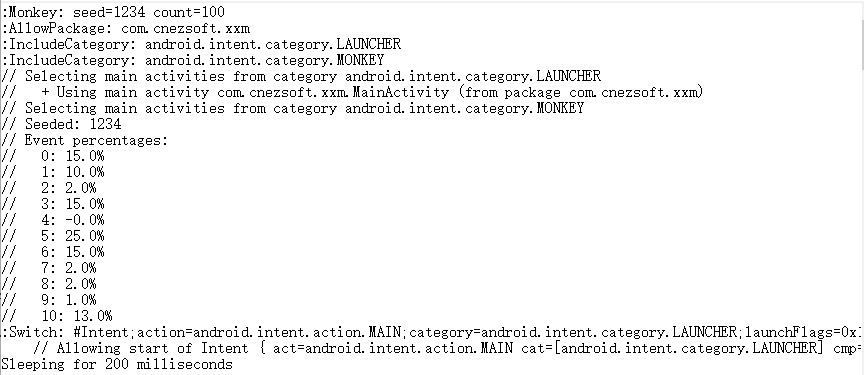 :Monkey: seed=1234 count=100
:AllowPackage: com.cnezsoft.xxm
:IncludeCategory: android.intent.category.LAUNCHER
:IncludeCategory: android.intent.category.MONKEY
// Selecting main activities from category android.intent.category.LAUNCHER
//   + Using main activity com.cnezsoft.xxm.MainActivity (from package com.cnezsoft.xxm)
// Selecting main activities from category android.intent.category.MONKEY
// Seeded: 1234
// Event percentages:
//   0: 15.0%
//   1: 10.0%
//   2: 2.0%
//   3: 15.0%
//   4: -0.0%
//   5: 25.0%
//   6: 15.0%
//   7: 2.0%
//   8: 2.0%
//   9: 1.0%
//   10: 13.0%
:Switch: #Intent;action=android.intent.action.MAIN;category=android.intent.category.LAUNCHER;launchFlags=0x
    // Allowing start of Intent { act=android.intent.action.MAIN cat=[android.intent.category.LAUNCHER] cmp=
Sleeping for 200 milliseconds